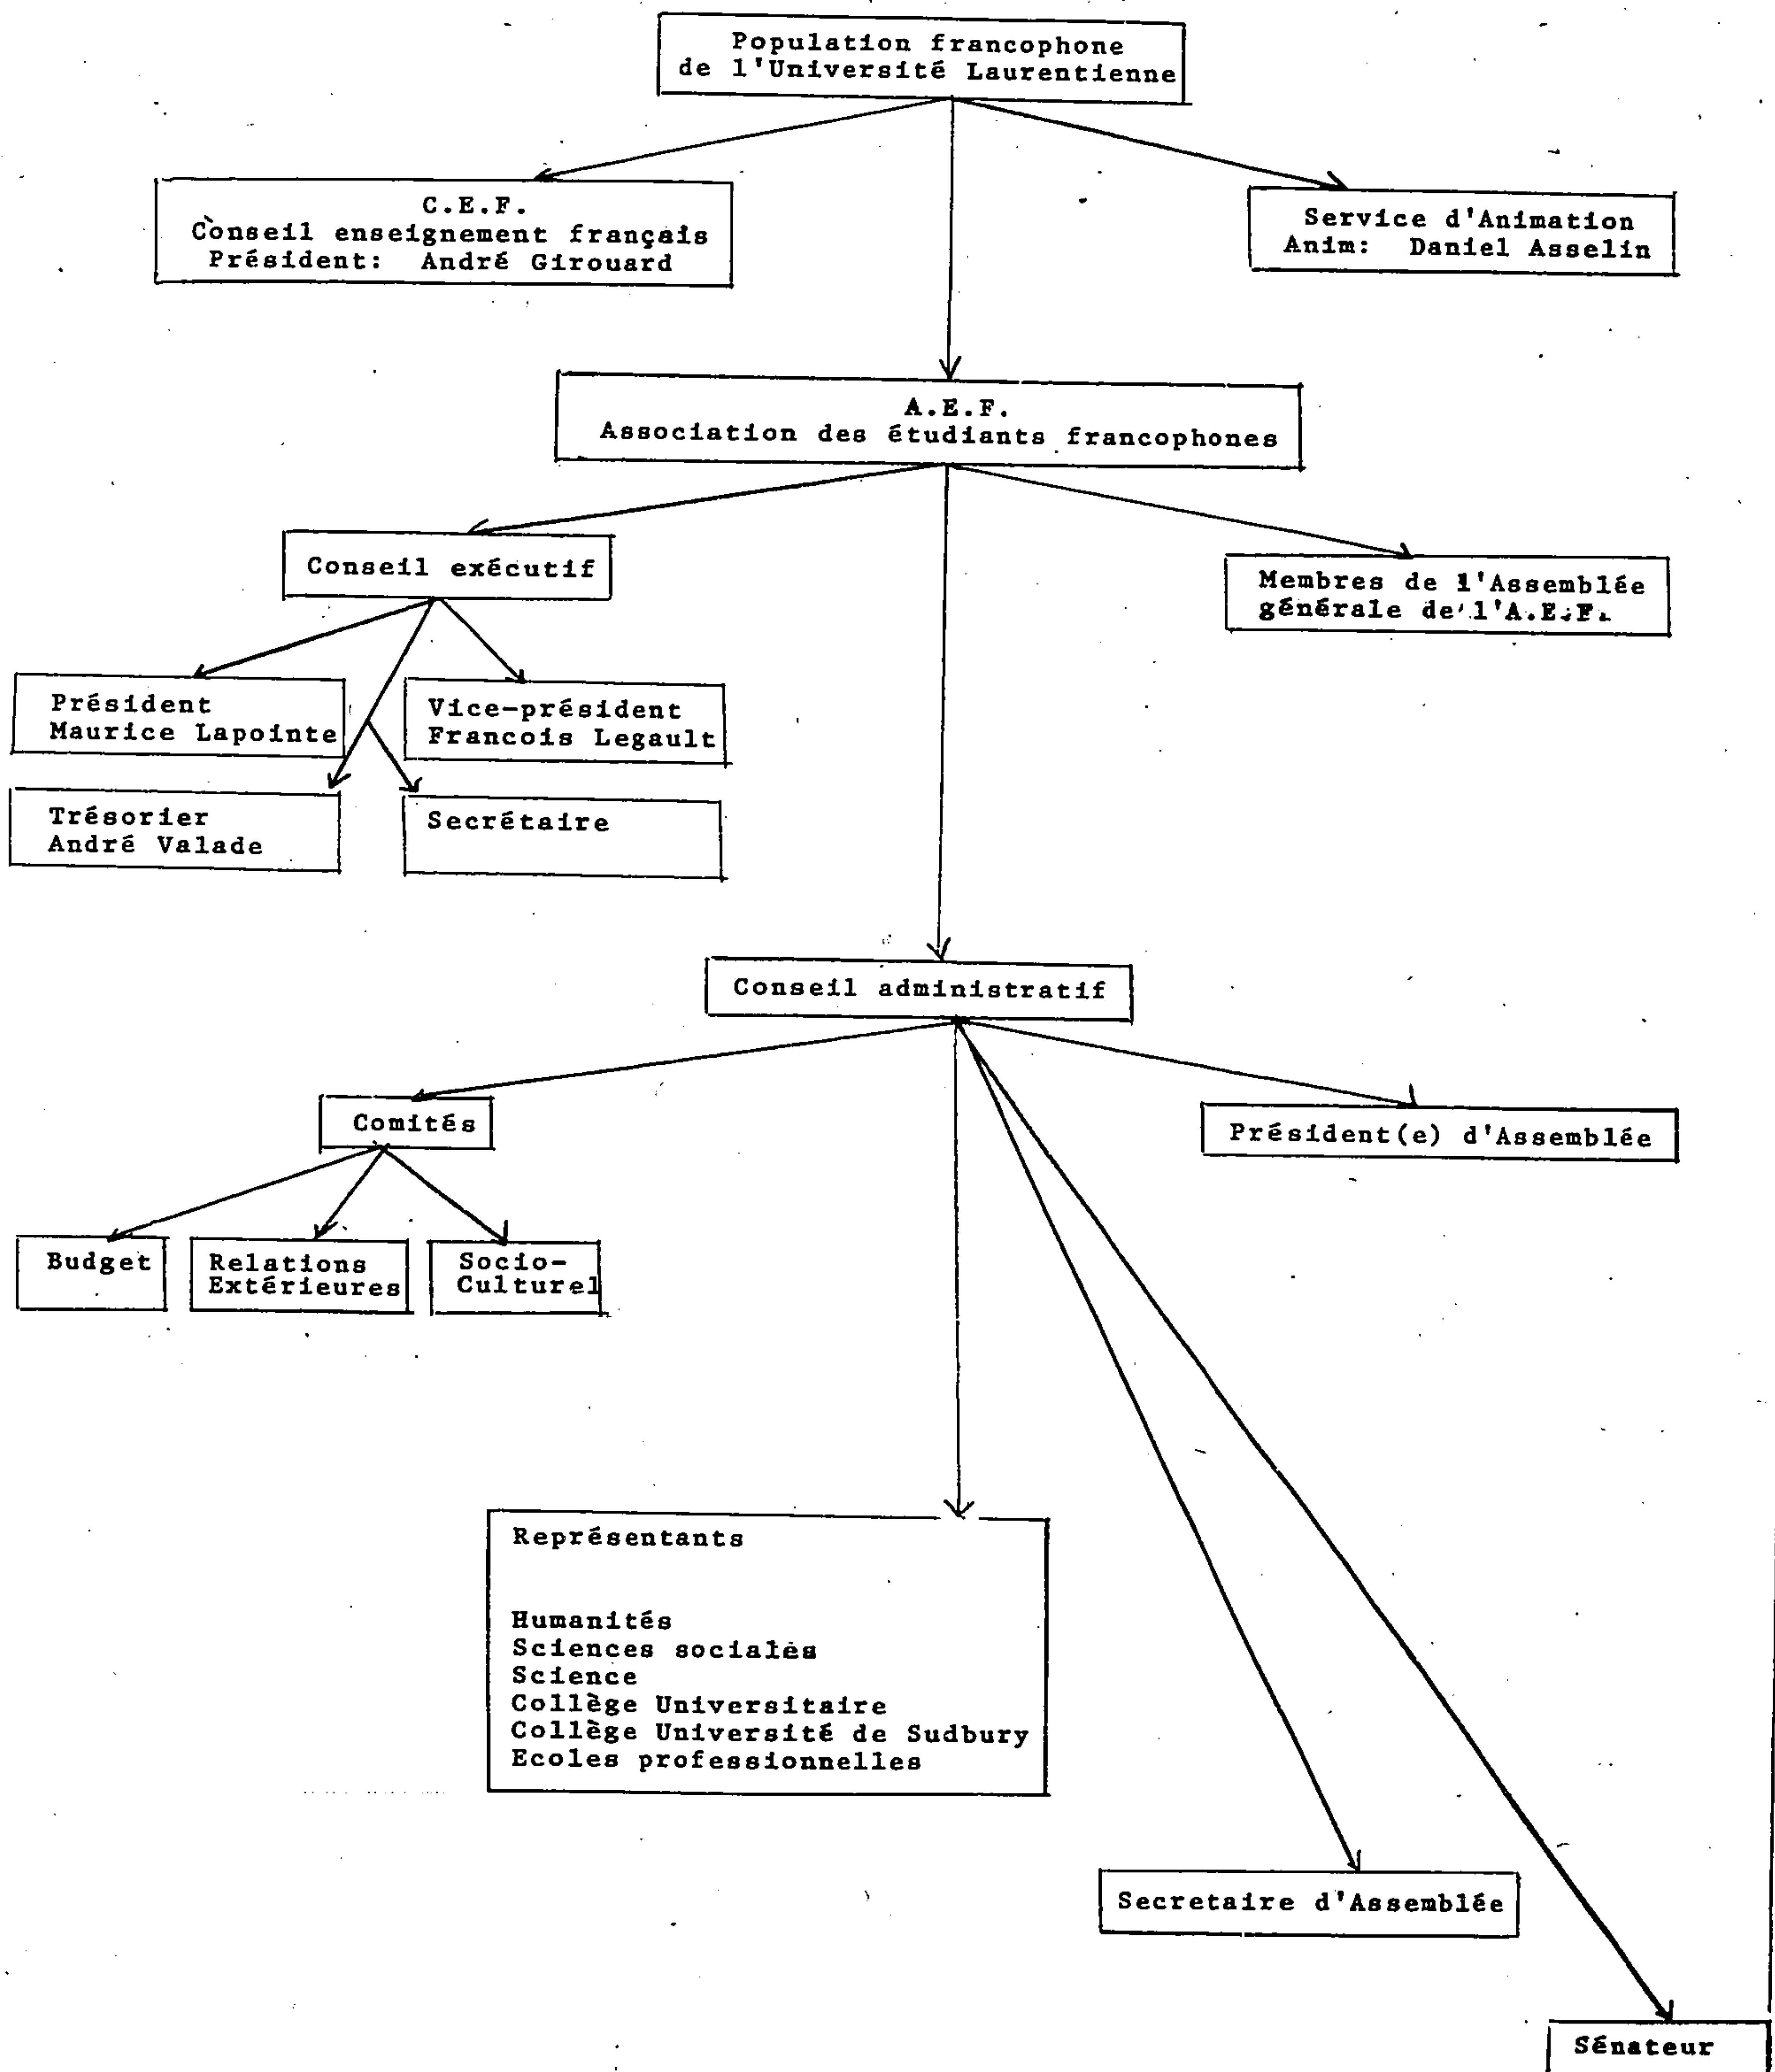 Population francophone
de l'Université Laurentienne
C.E.F.
Conseil enseignement français
Président: André Girouard
Service d'Animation
Anim: Daniel Asselin
A.E.F.
Association des étudiants francophones
Conseil exécutif
Membres de l'Assemblée
générale de l'A.E.F.
Président
Maurice Lapointe
Vice-président
Francois Legault
Trésorier
André Valade
Secrétaire
Conseil administratif
Comités
Président(e) d'Assemblée
Budget
Relations
Extérieures
Socio-
Culturel
Représentants
Humanités
Sciences sociales
Science
Collège Universitaire
Collège Université de Sudbury
Ecoles professionnelles
Secretaire d'Assemblée
Sénateur